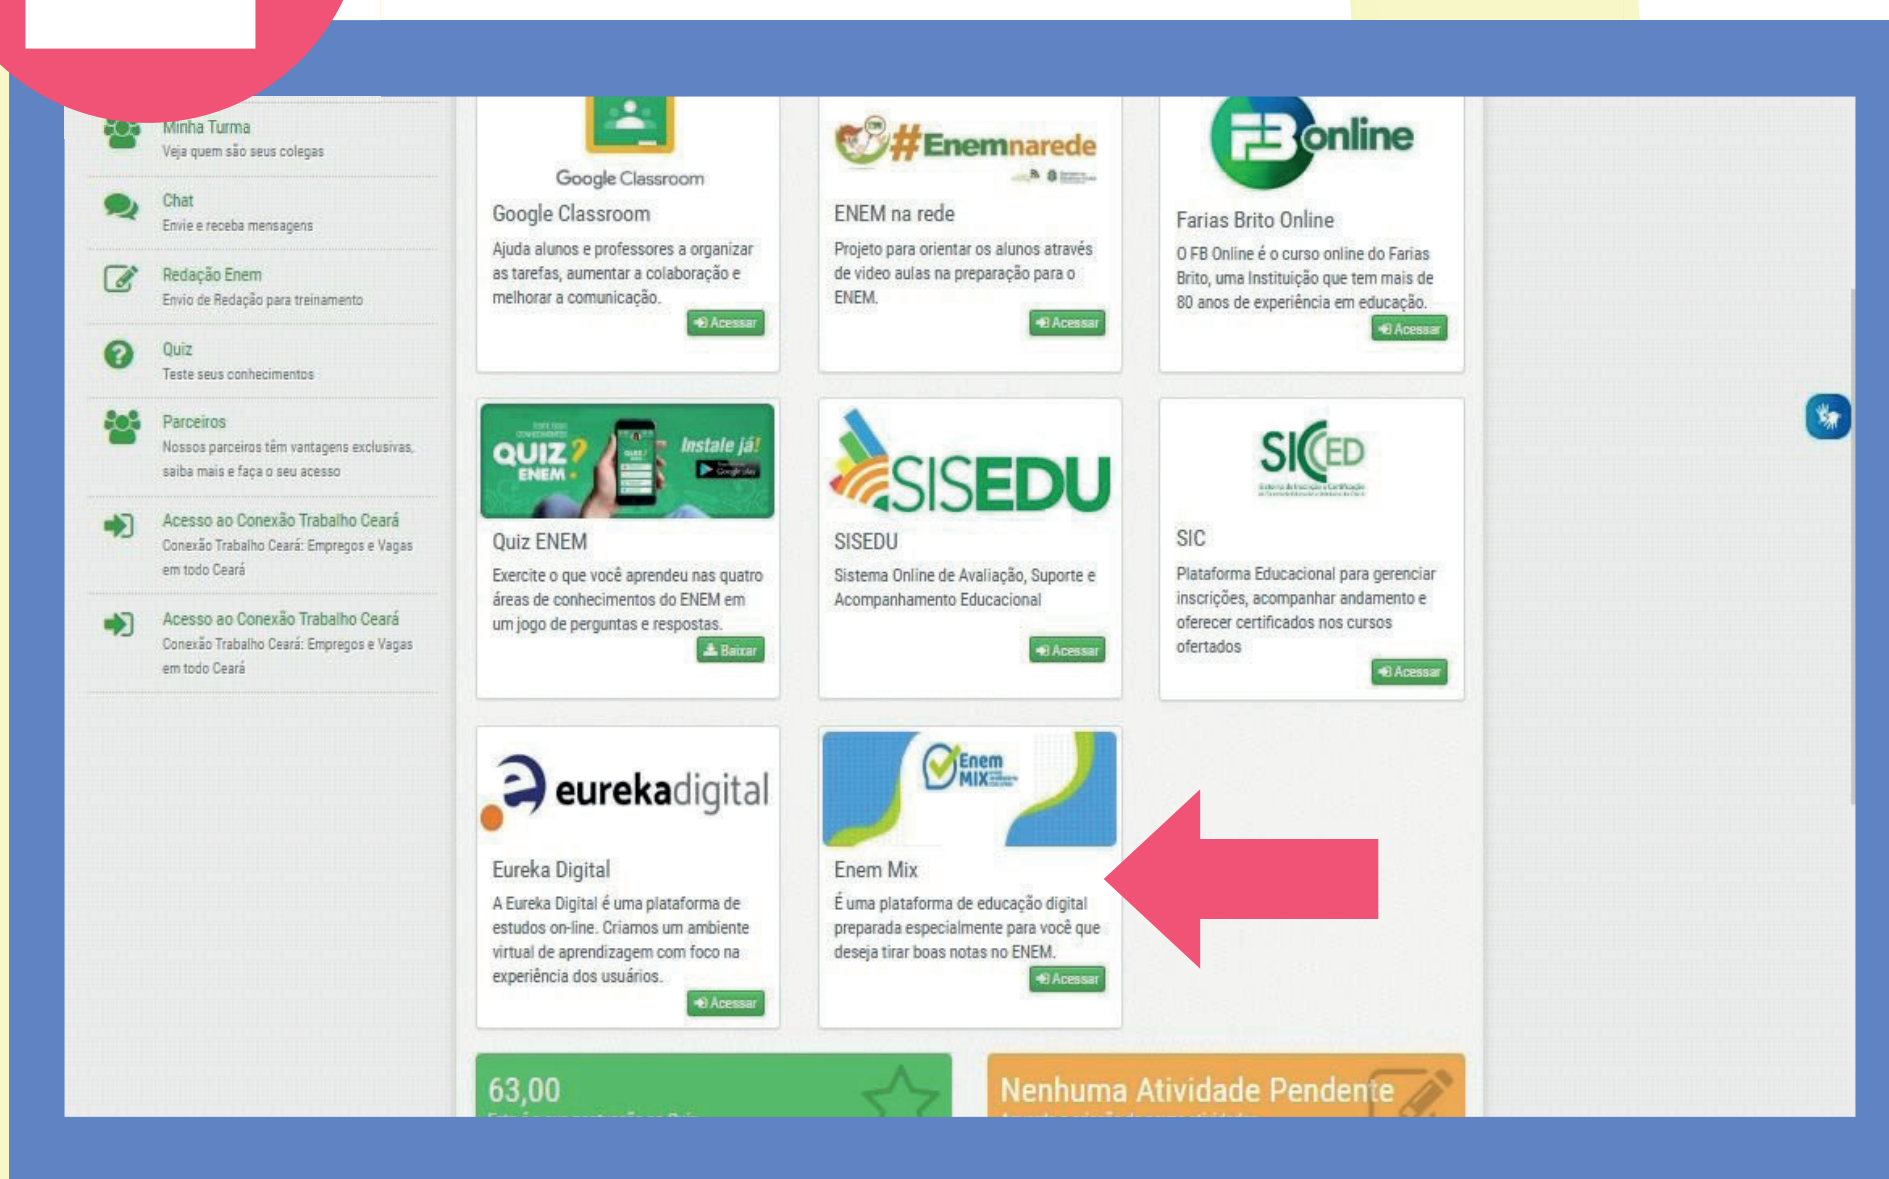 Minha Turma
Veja quem são seus colegas
Chat
Envie e receba mensagens
Redação Enem
Envio de Redação para treinamento
Quiz
Teste seus conhecimentos
Parceiros
Nossos parceiros têm vantagens exclusivas,
saiba mais e faça o seu acesso
Acesso ao Conexão Trabalho Ceará
Conexão Trabalho Ceará: Empregos e Vagas
em todo Ceará
Acesso ao Conexão Trabalho Ceará
Conexão Trabalho Ceará: Empregos e Vagas
em todo Ceará
Google Classroom
Google Classroom
Ajuda alunos e professores a organizar
as tarefas, aumentar a colaboração e
melhorar a comunicação.
Acessar
#Enemnarede
ENEM na rede
Projeto para orientar os alunos através
de video aulas na preparação para o
ENEM.
Acessar
FB online
Farias Brito Online
O FB Online é o curso online do Farias
Brito, uma Instituição que tem mais de
80 anos de experiência em educação.
Acessar
QUIZ ?
ENEM
Instale já!
Google play
Quiz ENEM
Exercite o que você aprendeu nas quatro
áreas de conhecimentos do ENEM em
um jogo de perguntas e respostas.
Baixar
SISEDU
SISEDU
Sistema Online de Avaliação, Suporte e
Acompanhamento Educacional
Acessar
SICED
SIC
Plataforma Educacional para gerenciar
inscrições, acompanhar andamento e
oferecer certificados nos cursos
ofertados
Acessar
eurekadigital
Eureka Digital
A Eureka Digital é uma plataforma de
estudos on-line. Criamos um ambiente
virtual de aprendizagem com foco na
experiência dos usuários.
Acessar
Enem
MIX
Enem Mix
É uma plataforma de educação digital
preparada especialmente para você que
deseja tirar boas notas no ENEM.
Acessar
63,00
Nenhuma Atividade Pendente